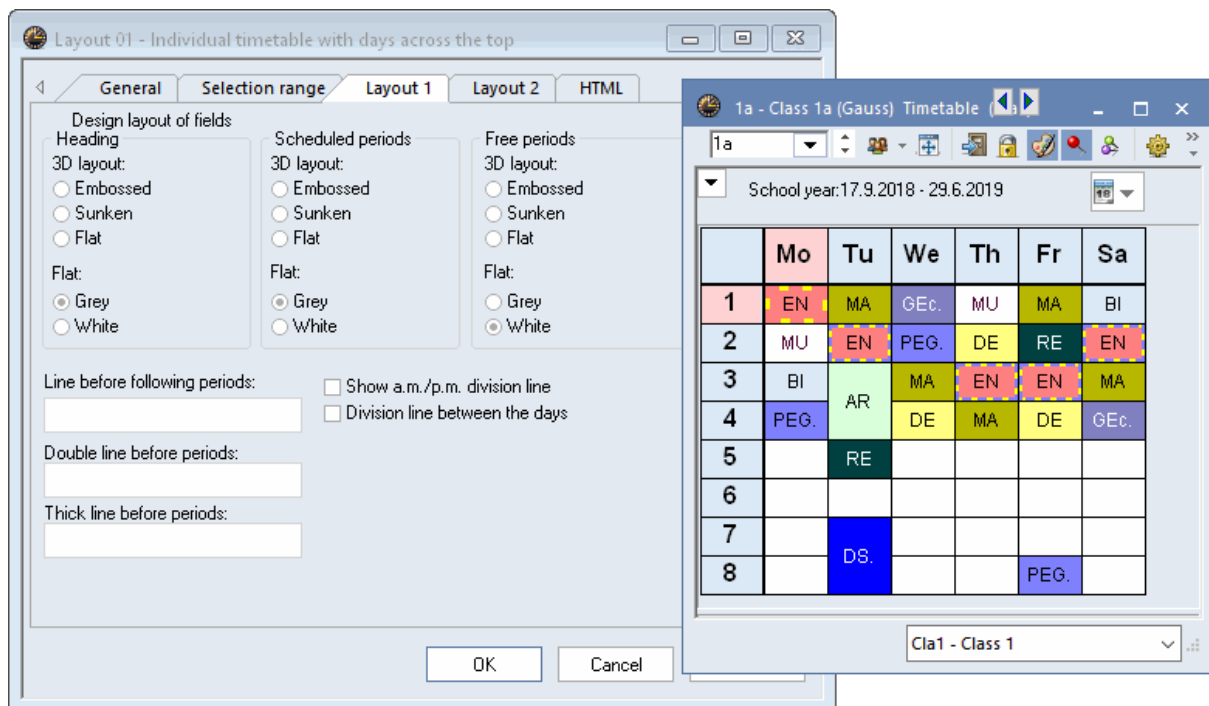 Layout 01 - Individual timetable with days across the top
General Selection range Layout 1 Layout 2 HTML
Design layout of fields
Heading
3D layout:
Embossed
Sunken
Flat
Flat:
Grey
White
Scheduled periods
3D layout:
Embossed
Sunken
Flat
Flat:
Grey
White
Free periods
3D layout:
Embossed
Sunken
Flat
Flat:
Grey
White
Line before following periods:
Show a.m./p.m. division line
Division line between the days
Double line before periods:
Thick line before periods:
OK Cancel
1a - Class 1a (Gauss) Timetable
1a
School year:17.9.2018 - 29.6.2019
18
Mo Tu We Th Fr Sa
1 EN MA GEc. MU MA BI
2 MU EN PEG. DE RE EN
3 BI AR MA EN EN MA
4 PEG. DE MA DE GEc.
5 RE
6
7 DS.
8 PEG.
Cla1 - Class 1